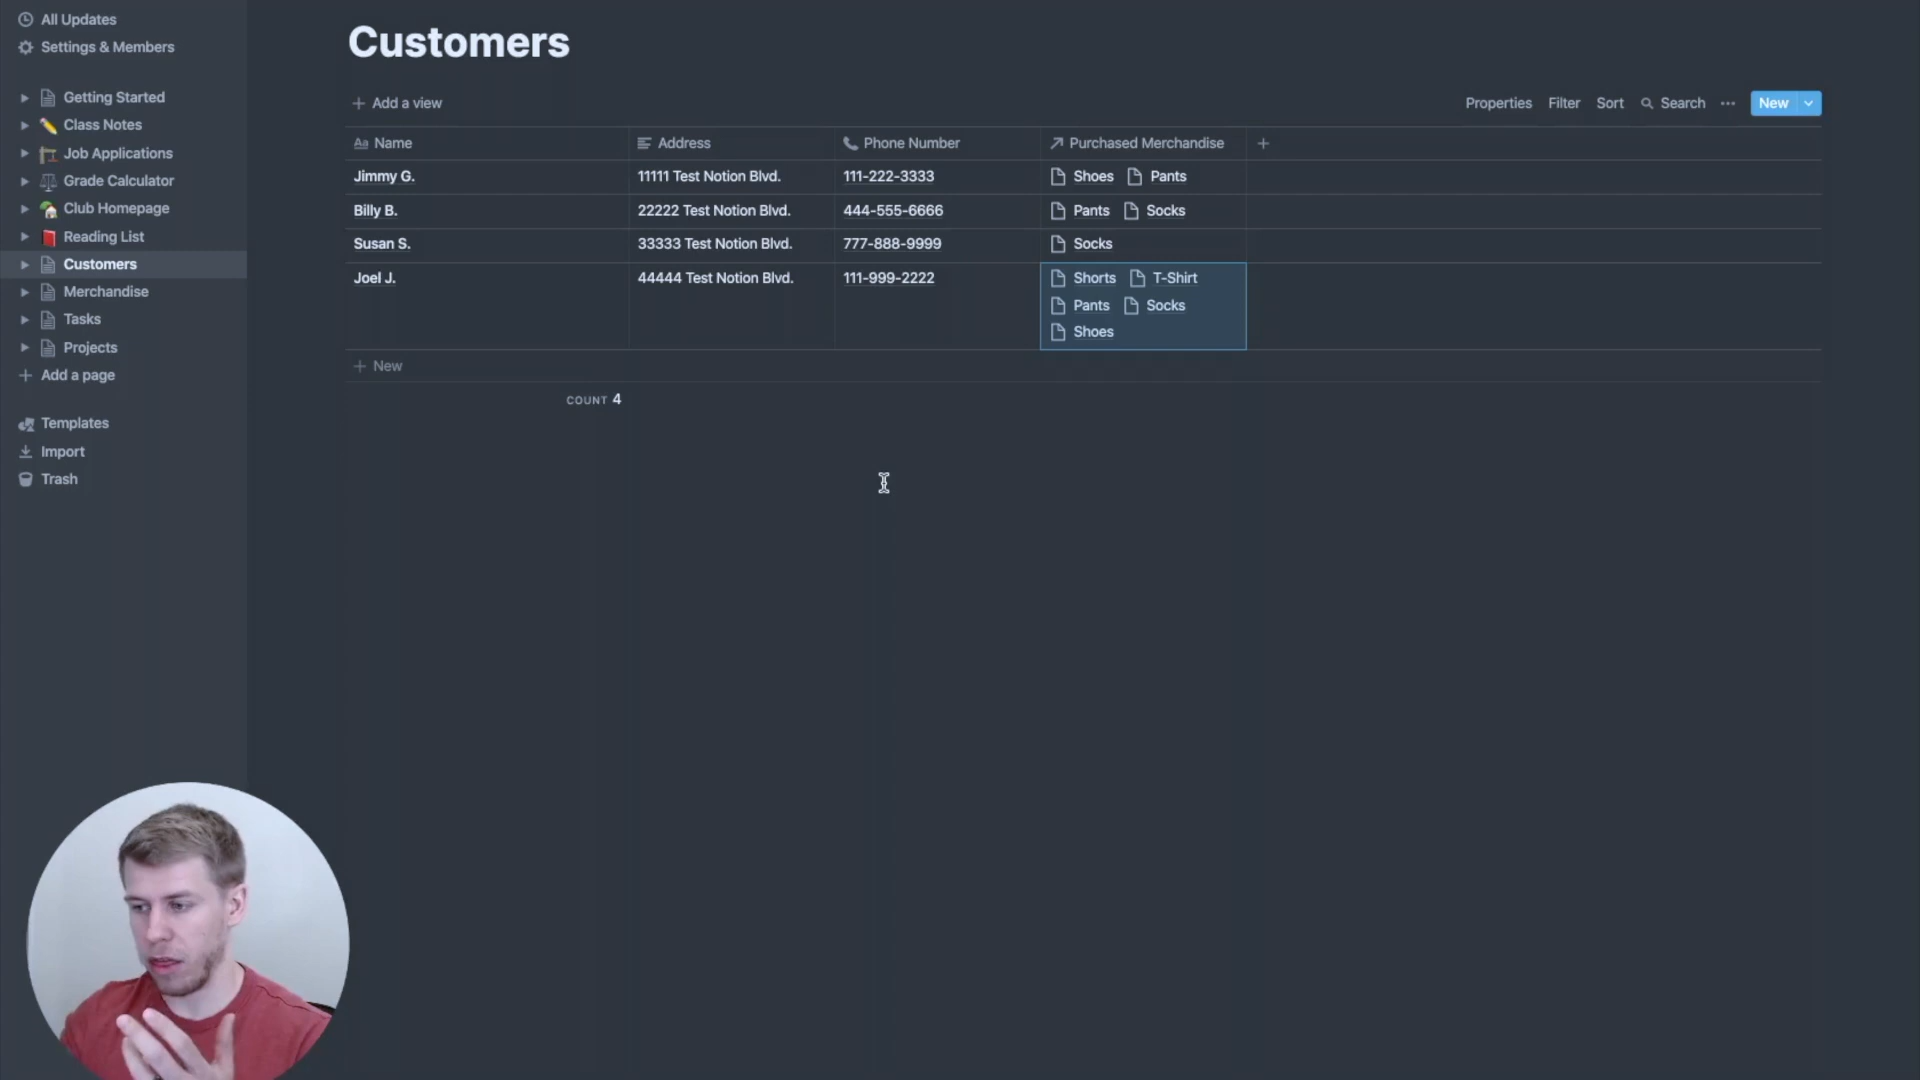 All Updates
Settings & Members
Getting Started
Class Notes
Job Applications
Grade Calculator
Club Homepage
Reading List
Customers
Merchandise
Tasks
Projects
Add a page
Templates
Import
Trash
Customers
Add a view
Properties Filter Sort Search New
Aa Name Address Phone Number Purchased Merchandise
Jimmy G. 11111 Test Notion Blvd. 111-222-3333 Shoes Pants
Billy B. 22222 Test Notion Blvd. 444-555-6666 Pants Socks
Susan S. 33333 Test Notion Blvd. 777-888-9999 Socks
Joel J. 44444 Test Notion Blvd. 111-999-2222 Shorts T-Shirt
Pants Socks
Shoes
New
COUNT 4